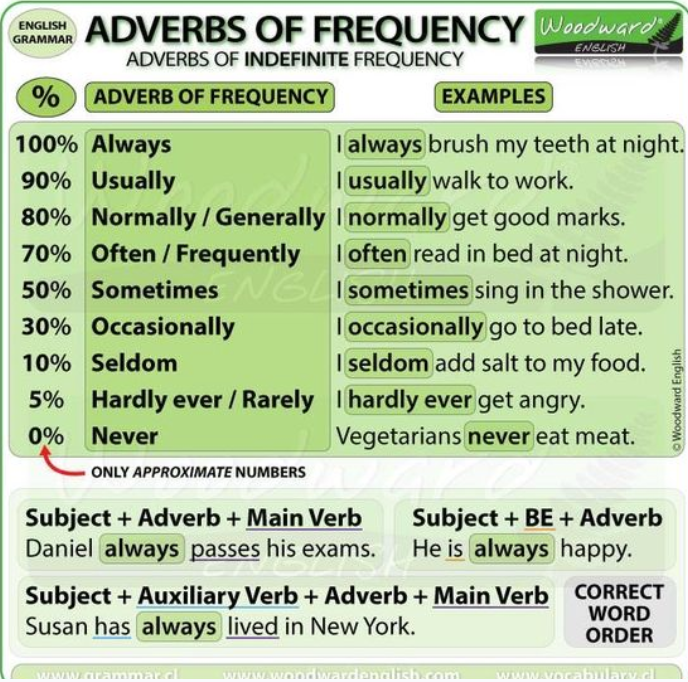 ENGLISH GRAMMAR
ADVERBS OF FREQUENCY
ADVERBS OF INDEFINITE FREQUENCY
Woodward®
ENGLISH
% ADVERB OF FREQUENCY EXAMPLES
100% Always I always brush my teeth at night.
90% Usually I usually walk to work.
80% Normally / Generally I normally get good marks.
70% Often / Frequently I often read in bed at night.
50% Sometimes I sometimes sing in the shower.
30% Occasionally I occasionally go to bed late.
10% Seldom I seldom add salt to my food.
5% Hardly ever / Rarely I hardly ever get angry.
0% Never Vegetarians never eat meat.
© Woodward English
ONLY APPROXIMATE NUMBERS
Subject + Adverb + Main Verb
Daniel always passes his exams.
Subject + BE + Adverb
He is always happy.
Subject + Auxiliary Verb + Adverb + Main Verb
Susan has always lived in New York.
CORRECT
WORD
ORDER
www.grammar.cl www.woodwardenglish.com www.vocabulary.cl